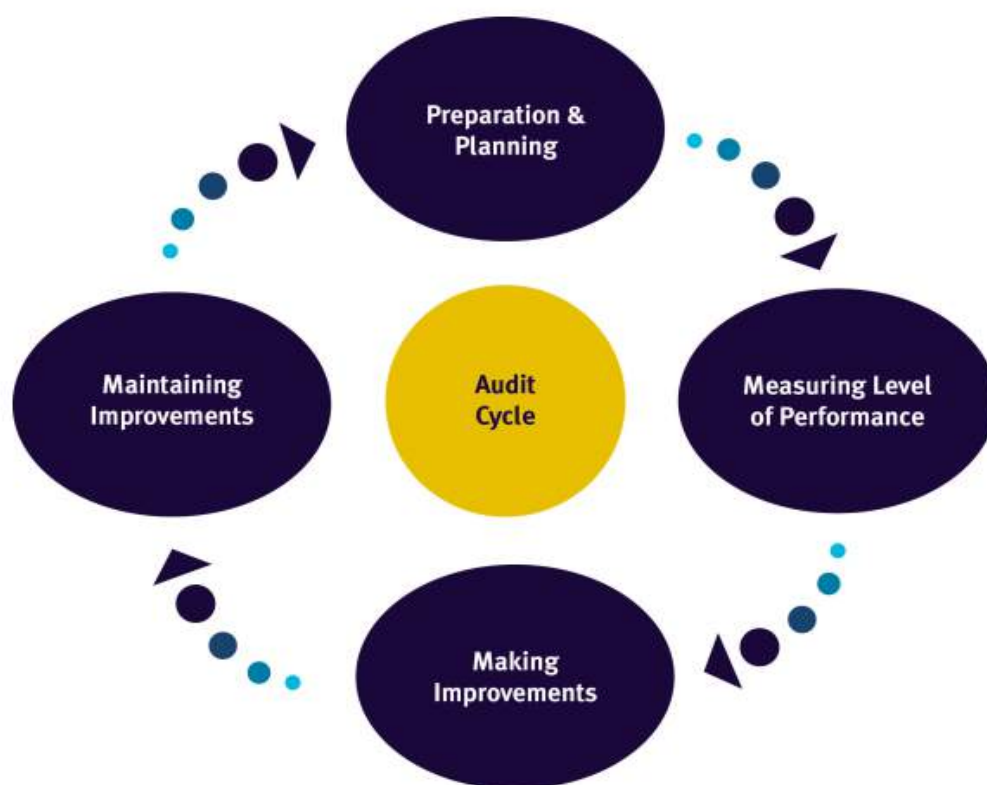 Preparation &
Planning
Measuring Level
of Performance
Making
Improvements
Maintaining
Improvements
Audit
Cycle